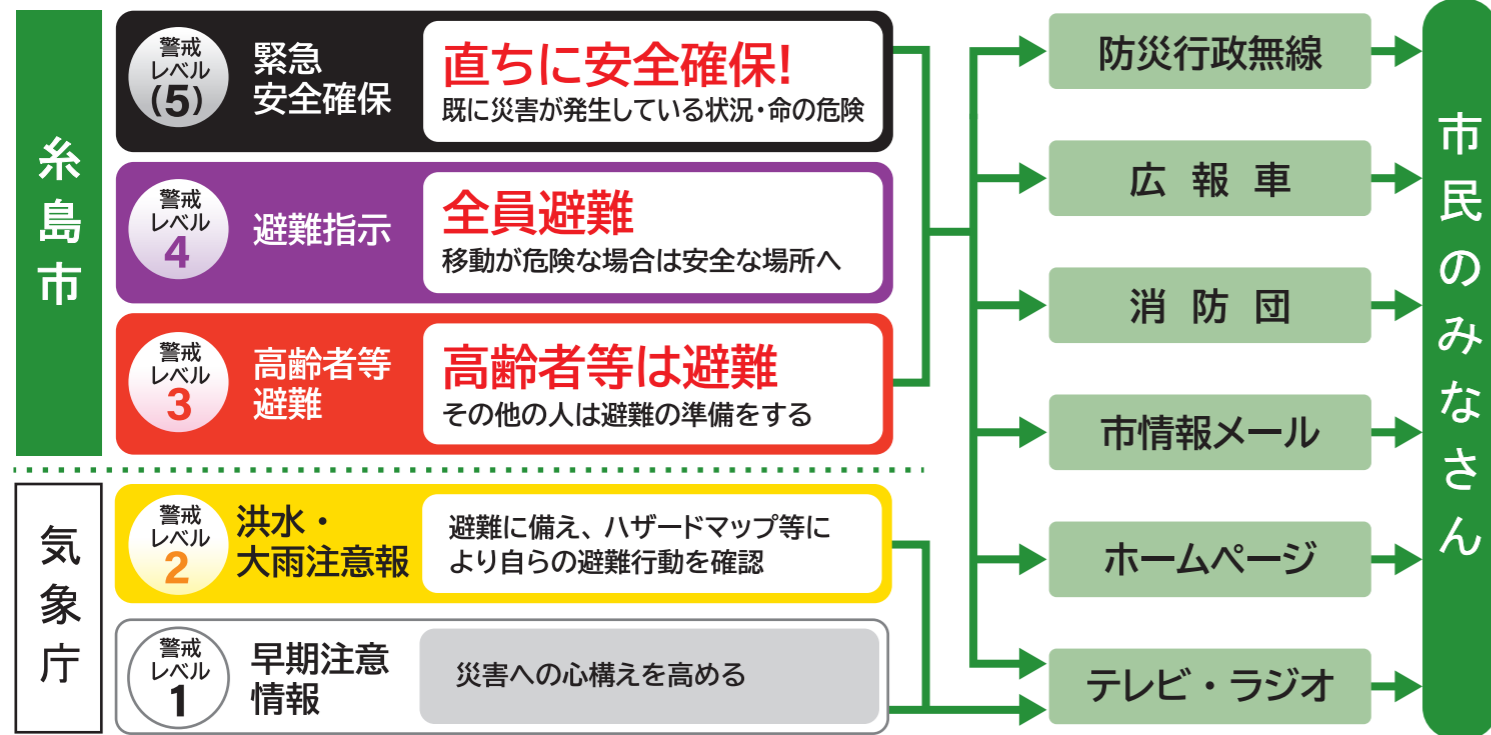 糸島市
警戒
レベル
(5)
緊急
安全確保
直ちに安全確保!
既に災害が発生している状況・命の危険
警戒
レベル
4
避難指示
全員避難
移動が危険な場合は安全な場所へ
警戒
レベル
3
高齢者等
避難
高齢者等は避難
その他の人は避難の準備をする
気象庁
警戒
レベル
2
洪水・
大雨注意報
避難に備え、ハザードマップ等に
より自らの避難行動を確認
警戒
レベル
1
早期注意
情報
災害への心構えを高める
防災行政無線
広報車
消防団
市情報メール
ホームページ
テレビ・ラジオ
市民のみなさん